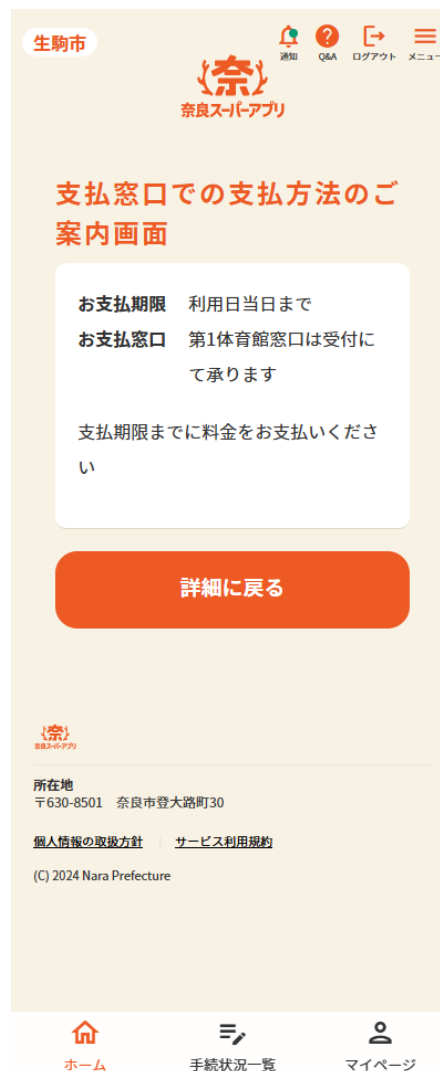 生駒市
通知
Q&A
ログアウト
メニュー
奈
奈良スーパーアプリ
支払窓口での支払方法のご
案内画面
お支払期限 利用日当日まで
お支払窓口 第1体育館窓口は受付に
て承ります
支払期限までに料金をお支払いくださ
い
詳細に戻る
奈
奈良スーパーアプリ
所在地
〒630-8501 奈良市登大路町30
個人情報の取扱方針 サービス利用規約
(C) 2024 Nara Prefecture
ホーム
手続状況一覧
マイページ